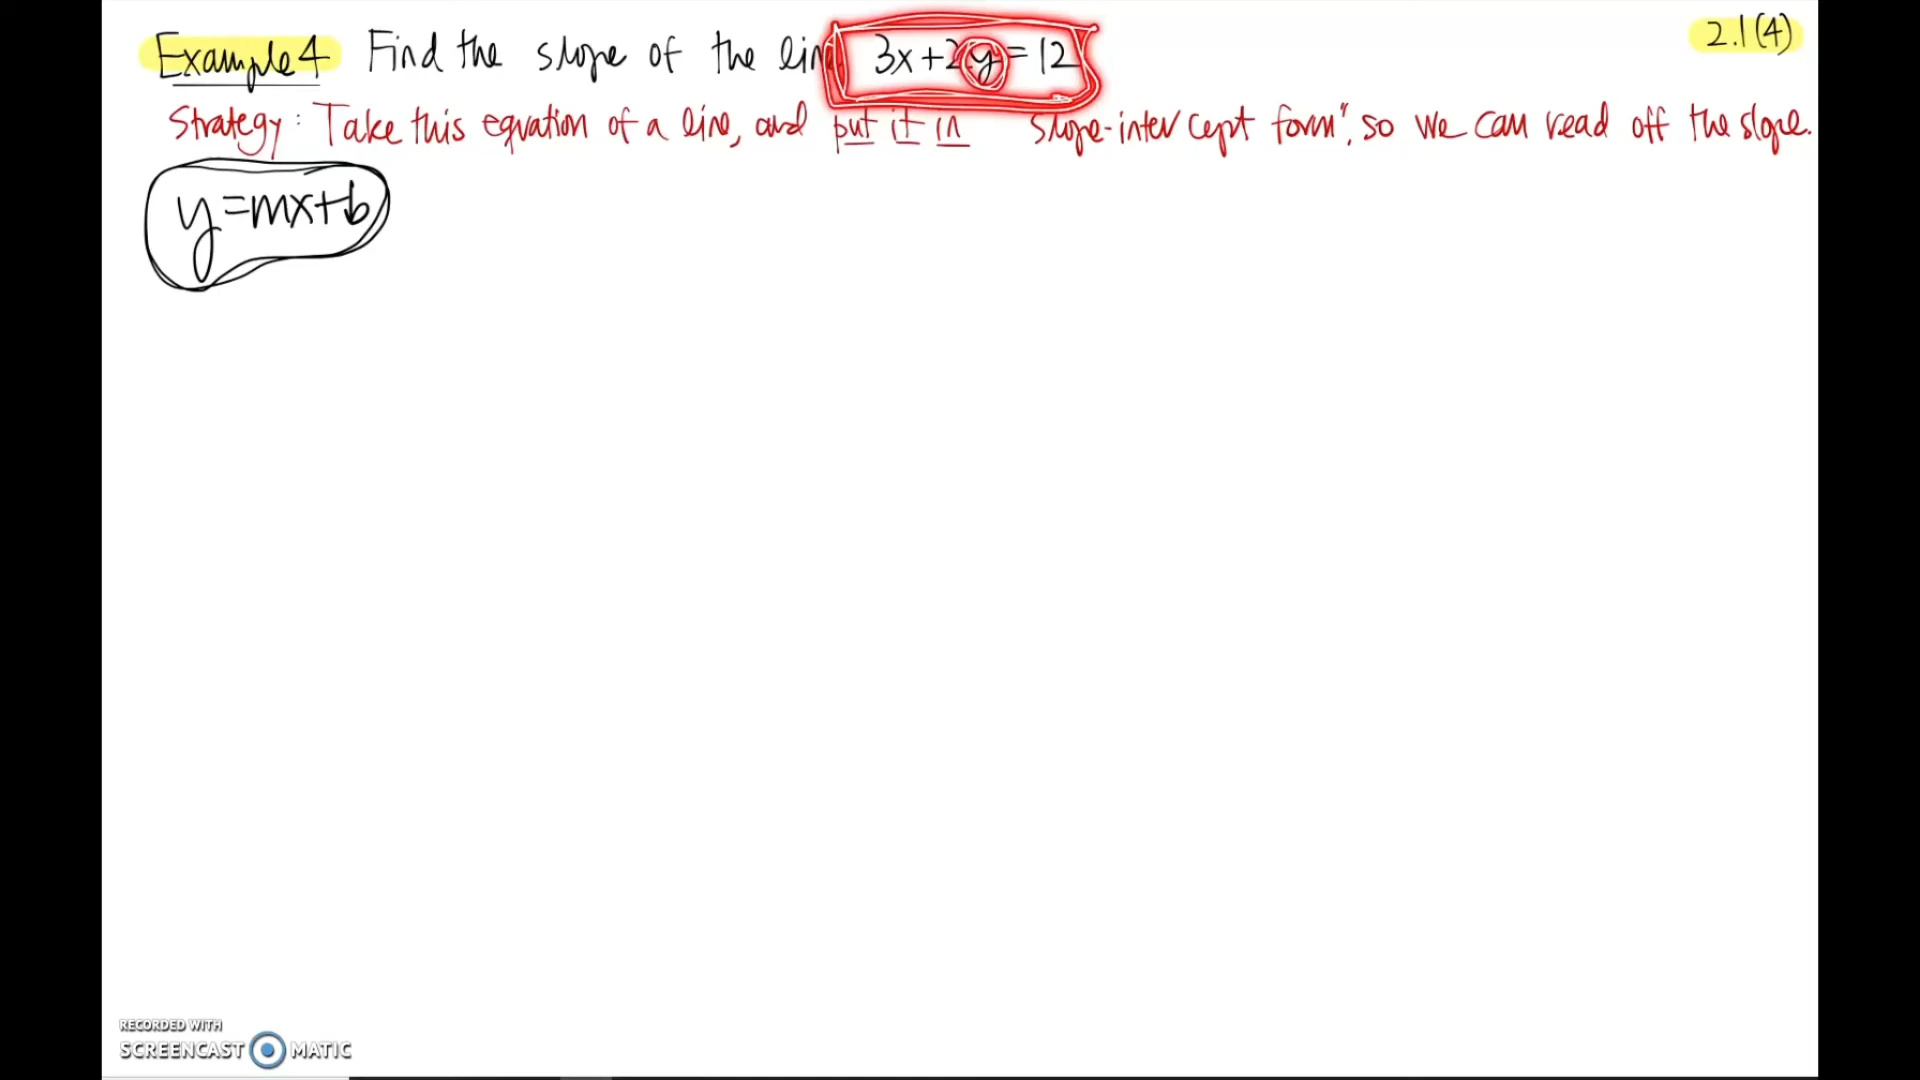 Example 4 Find the slope of the line 3x+2y=12 2.1(4)
Strategy: Take this equation of a line, and put it in slope-intercept form", so we can read off the slope.
y=mx+b
RECORDED WITH
SCREENCAST MATIC